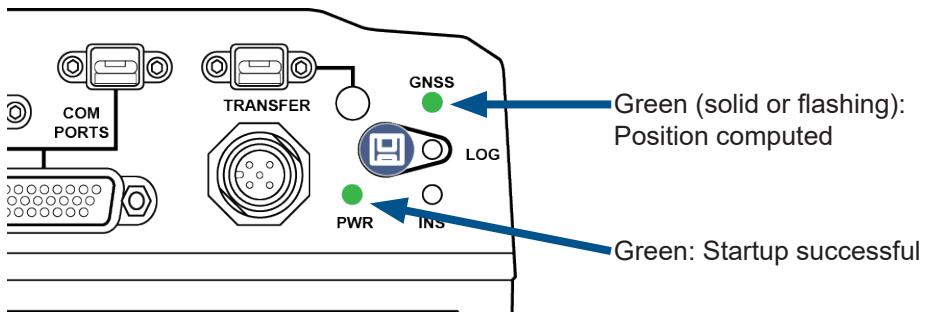 GNSS
COM
PORTS
TRANSFER
LOG
PWR
INS
Green (solid or flashing):
Position computed
Green: Startup successful